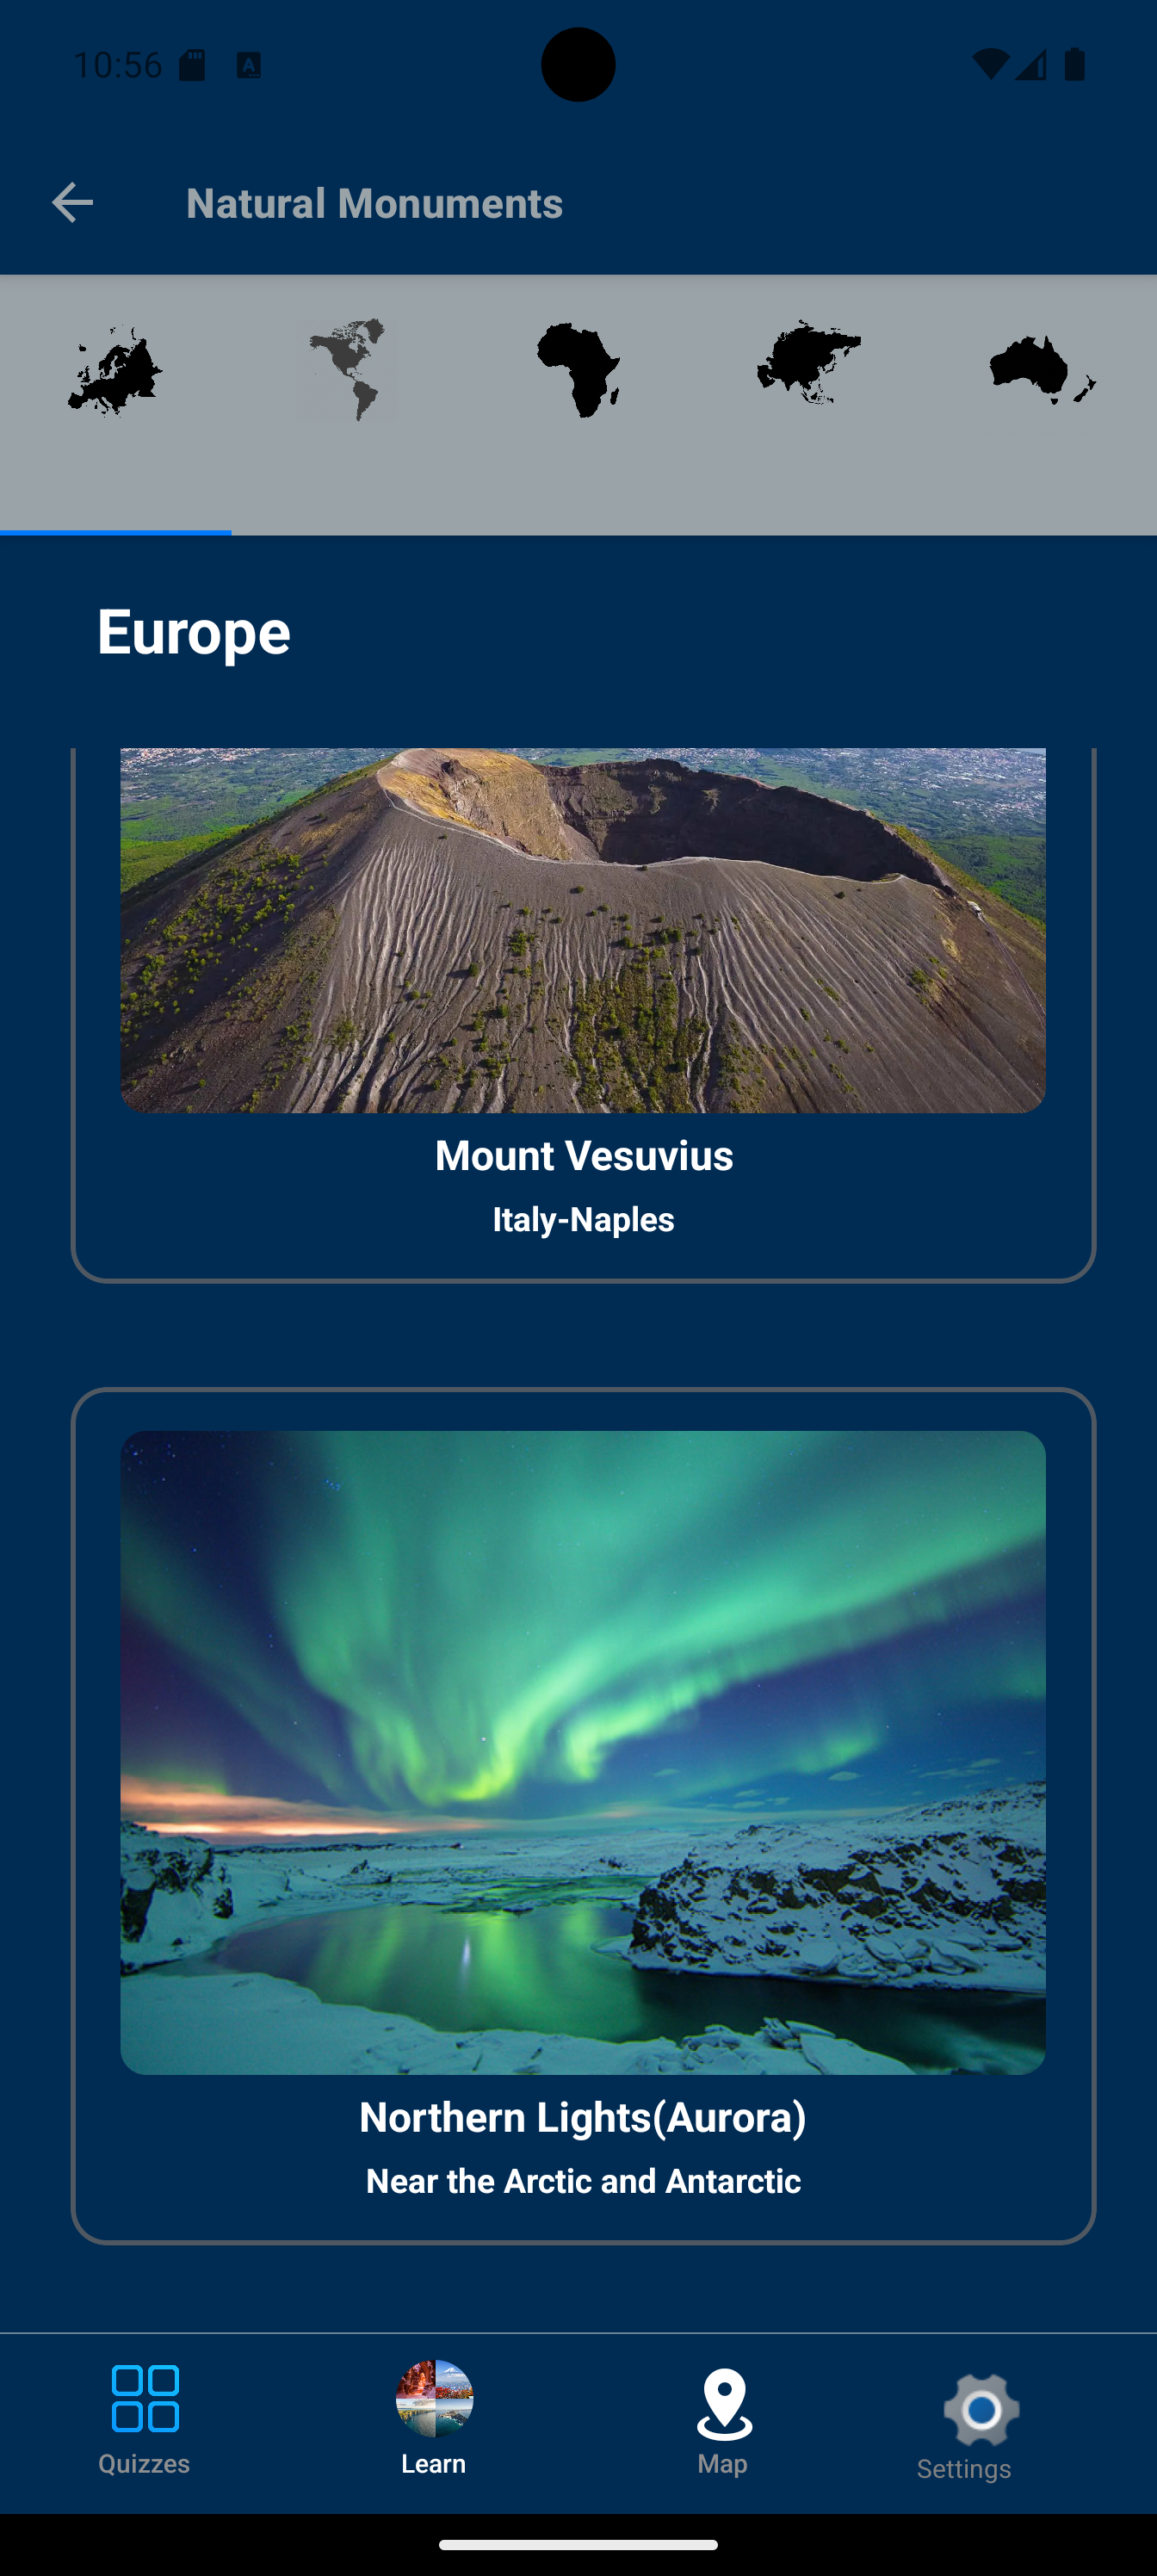 10:56
Natural Monuments
Europe
Mount Vesuvius
Italy-Naples
Northern Lights(Aurora)
Near the Arctic and Antarctic
Quizzes
Learn
Map
Settings